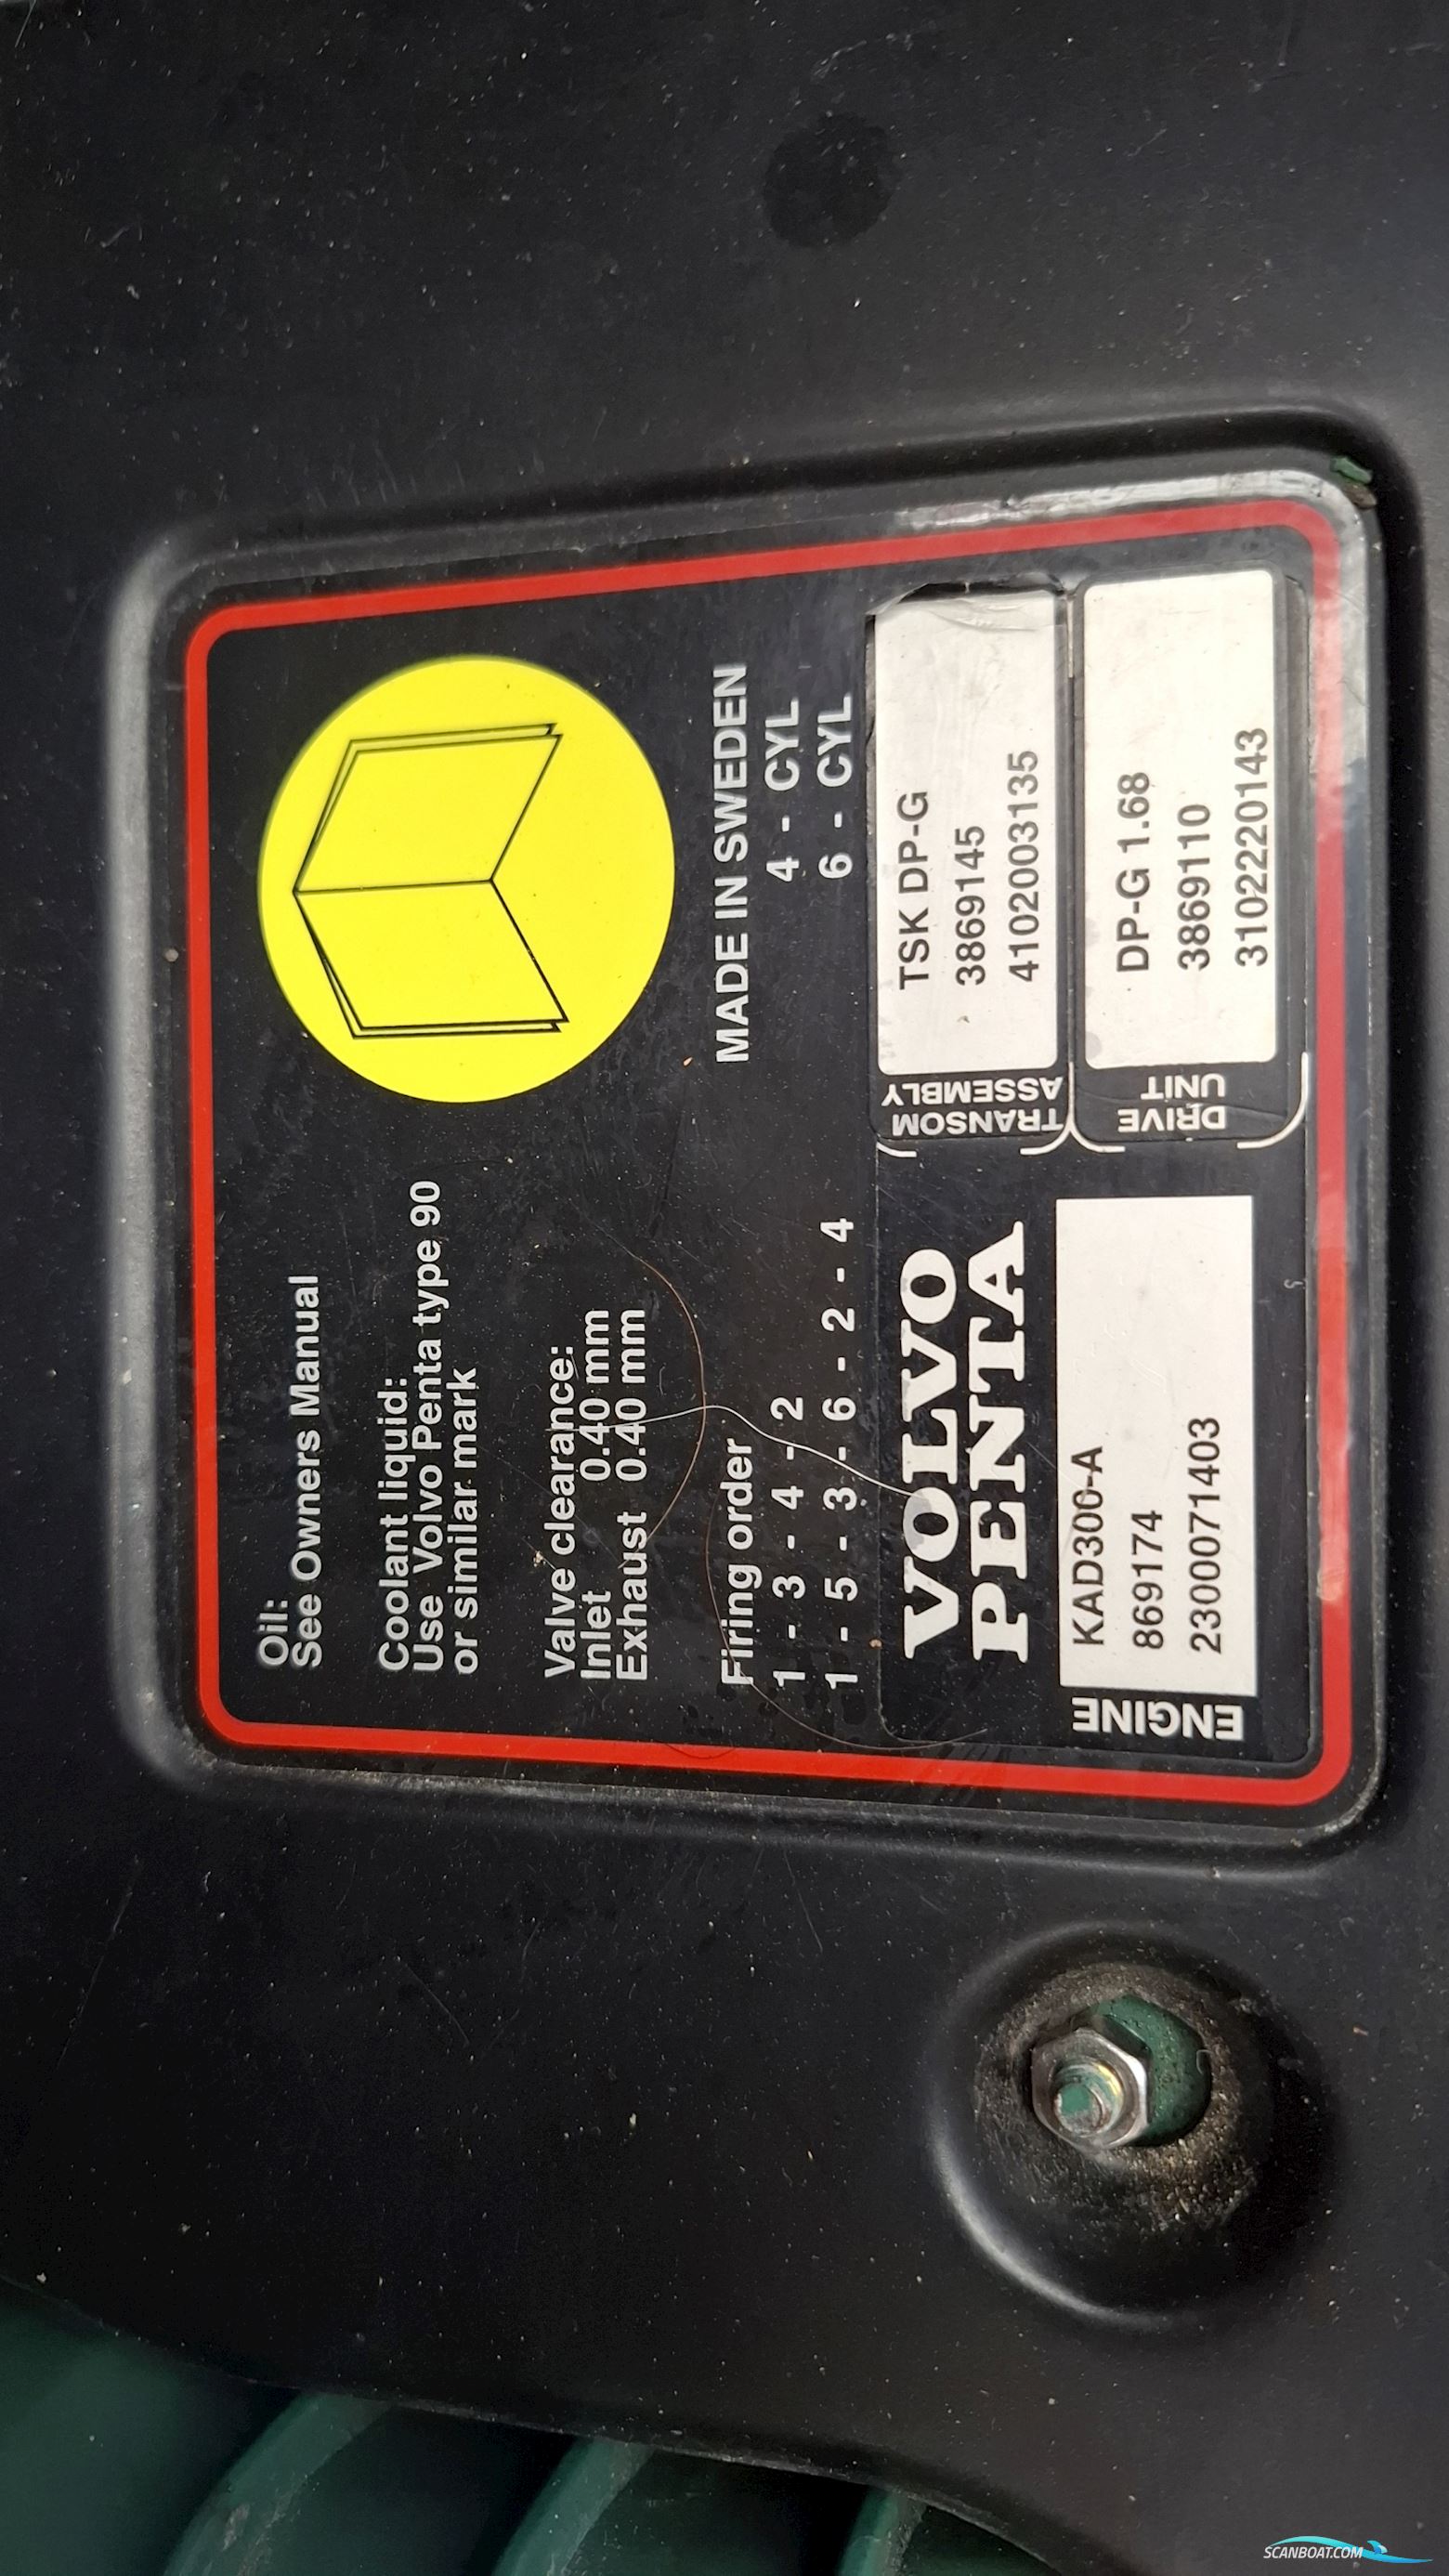 Oil:
See Owners Manual
Coolant liquid:
Use Volvo Penta type 90
or similar mark
Valve clearance:
Inlet 0.40 mm
Exhaust 0.40 mm
MADE IN SWEDEN
Firing order
1 - 3 - 4 - 2 4 - CYL
1 - 5 - 3 - 6 - 2 - 4 6 - CYL
VOLVO
PENTA
TRANSOM
ASSEMBLY
TSK DP-G
3869145
4102003135
ENGINE
KAD300-A
869174
2300071403
DRIVE
UNIT
DP-G 1.68
3869110
3102220143
SCANBOAT.COM